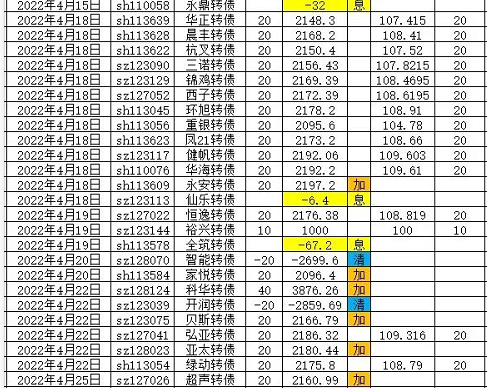 2022年4月15日 sh110058 永鼎转债 -32 息
2022年4月18日 sh113639 华正转债 20 2148.3 107.415 20
2022年4月18日 sh113628 晨丰转债 20 2168.2 108.41 20
2022年4月18日 sh113622 杭叉转债 20 2150.4 107.52 20
2022年4月18日 sz123090 三诺转债 20 2156.43 107.8215 20
2022年4月18日 sz123129 锦鸡转债 20 2169.39 108.4695 20
2022年4月18日 sz127052 西子转债 20 2172.39 108.6195 20
2022年4月18日 sh113045 环旭转债 20 2178.2 108.91 20
2022年4月18日 sh113056 重银转债 20 2095.6 104.78 20
2022年4月18日 sh113623 凤21转债 20 2173.2 108.66 20
2022年4月18日 sz123117 健帆转债 20 2192.06 109.603 20
2022年4月18日 sh110076 华海转债 20 2192.2 109.61 20
2022年4月18日 sh113609 永安转债 20 2197.2 加
2022年4月18日 sz123113 仙乐转债 -6.4 息
2022年4月19日 sz127022 恒逸转债 20 2176.38 108.819 20
2022年4月19日 sz123144 裕兴转债 10 1000 100 10
2022年4月19日 sh113578 全筑转债 -67.2 息
2022年4月20日 sz128070 智能转债 -20 -2699.6 清
2022年4月20日 sh113584 家悦转债 20 2096.4 加
2022年4月22日 sz128124 科华转债 40 3876.26 加
2022年4月22日 sz123039 开润转债 -20 -2859.69 清
2022年4月22日 sz123075 贝斯转债 20 2166.79 加
2022年4月22日 sz127041 弘亚转债 20 2186.32 109.316 20
2022年4月22日 sz128023 亚太转债 20 2180.44 加
2022年4月22日 sh113054 绿动转债 20 2175.8 108.79 20
2022年4月25日 sz127026 超声转债 20 2160.99 加